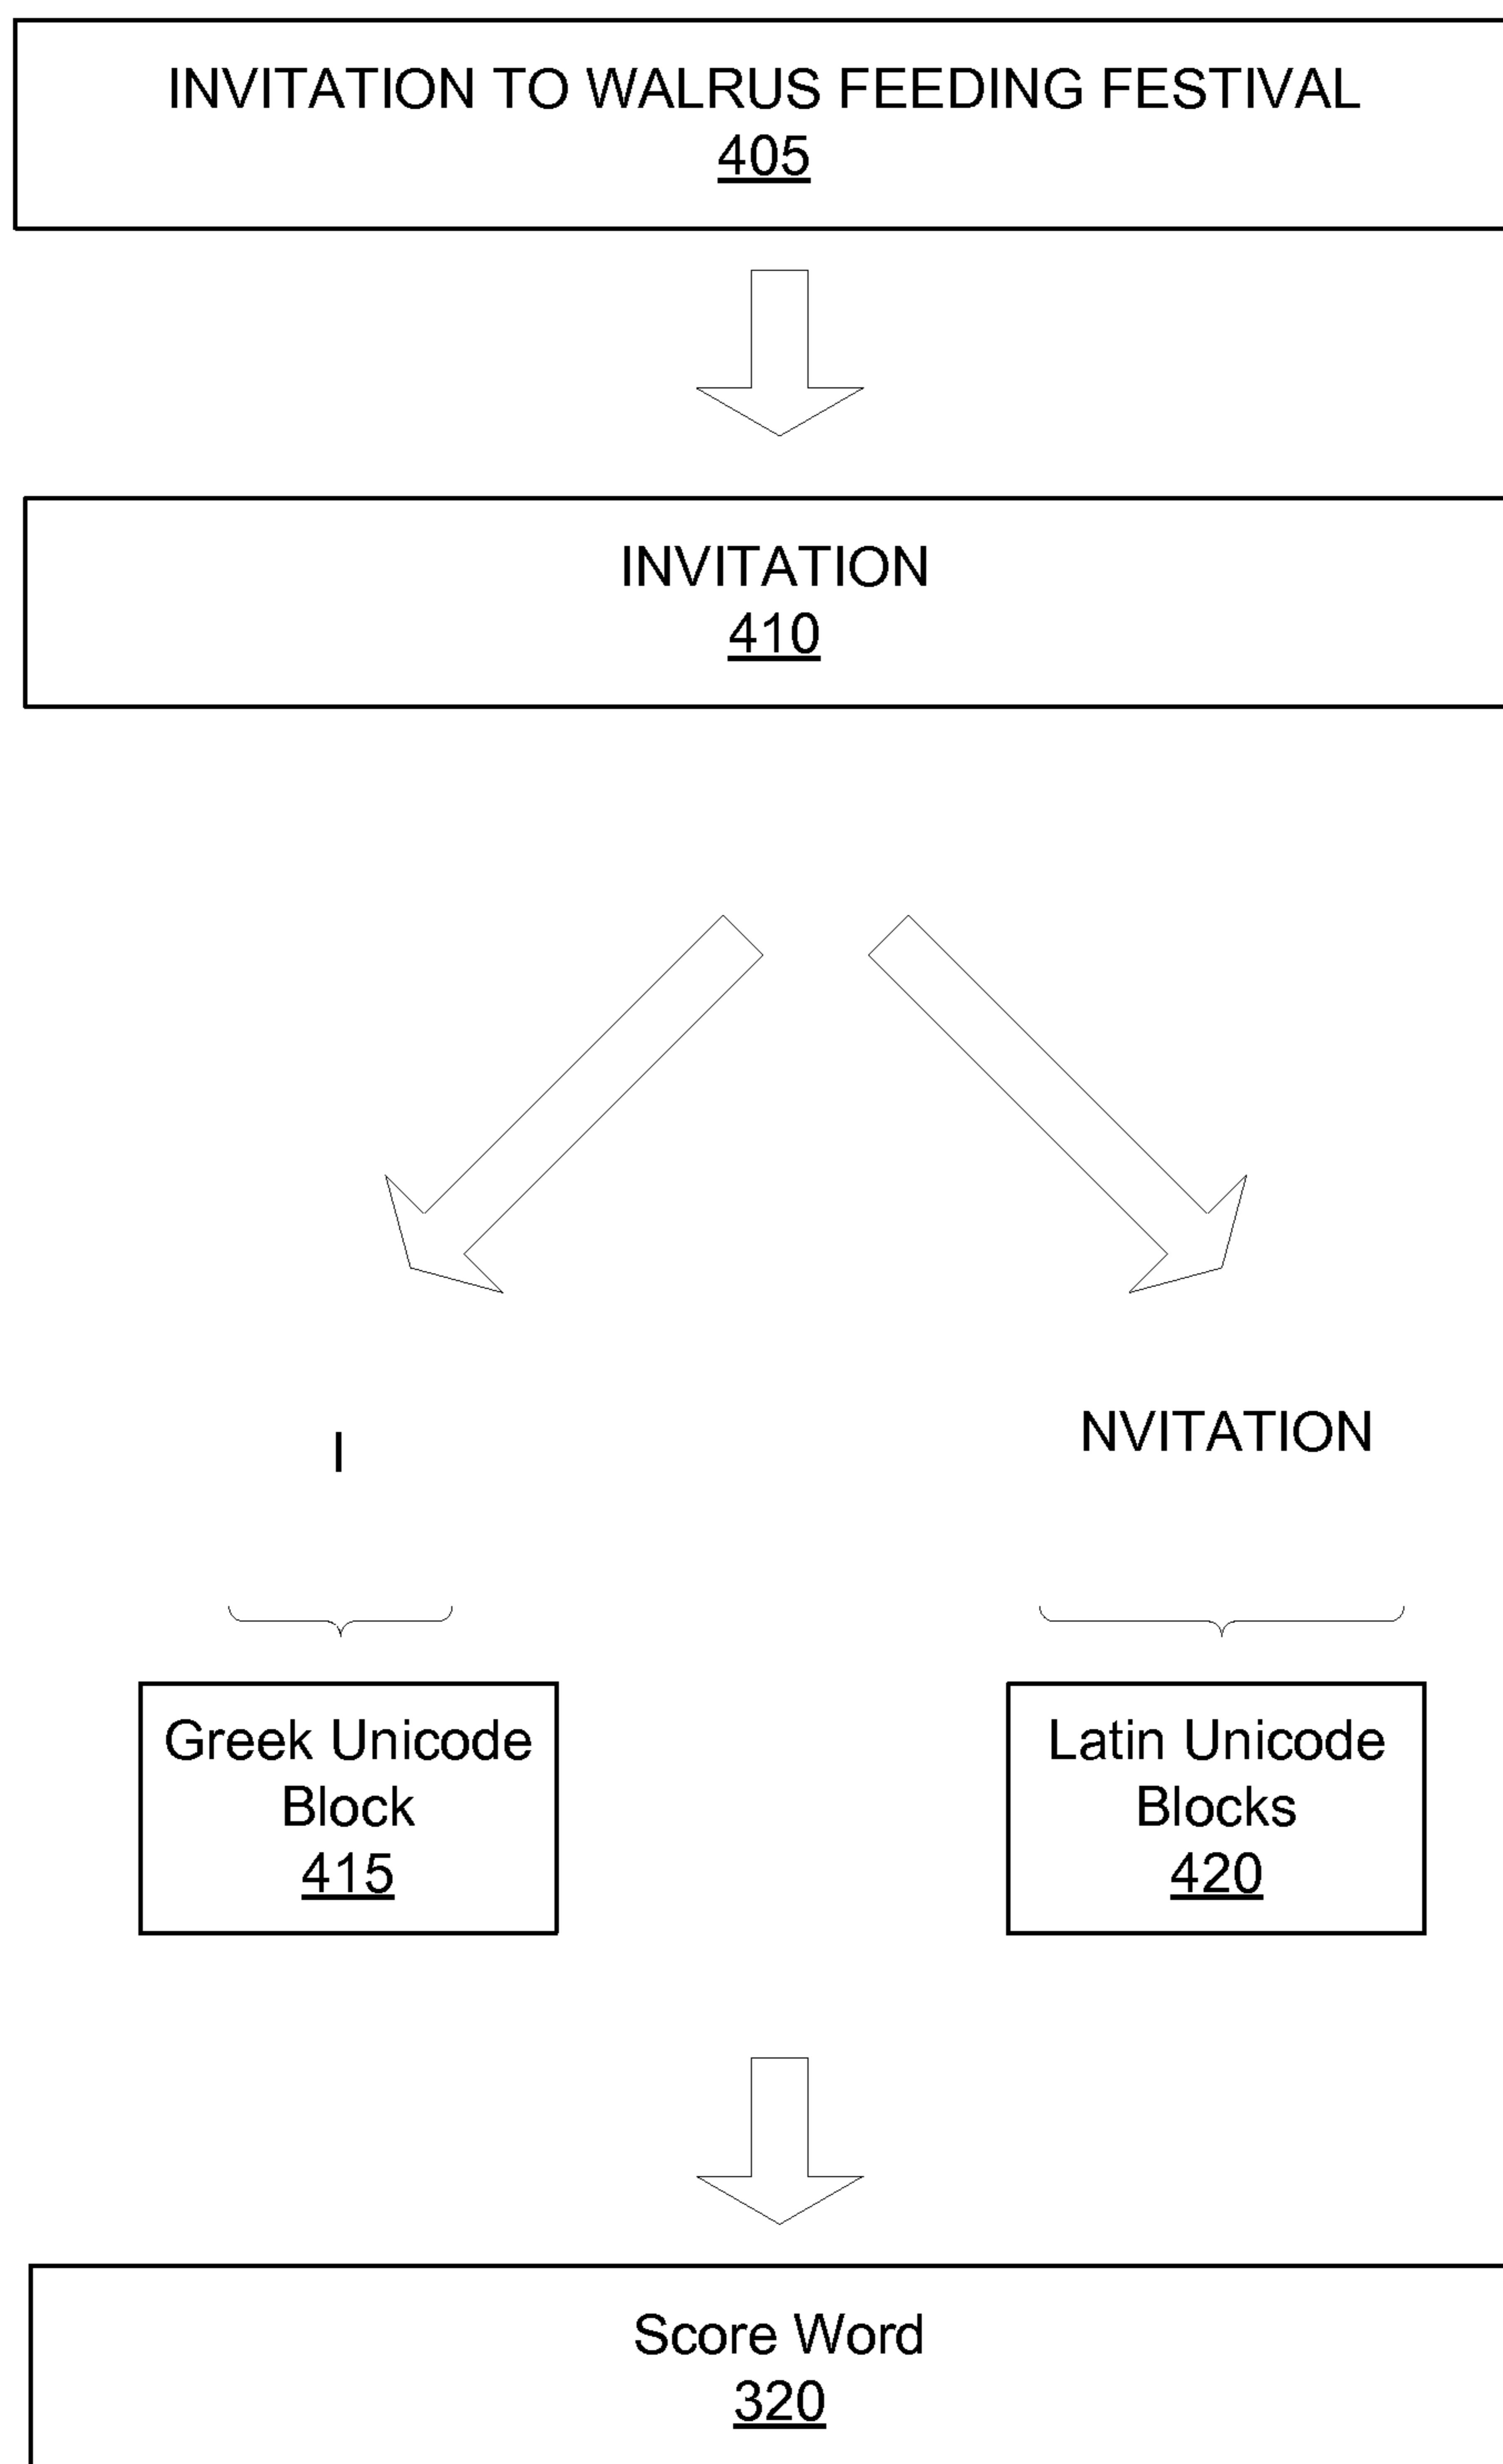 INVITATION TO WALRUS FEEDING FESTIVAL
405
INVITATION
410
I
NVITATION
Greek Unicode
Block
415
Latin Unicode
Blocks
420
Score Word
320